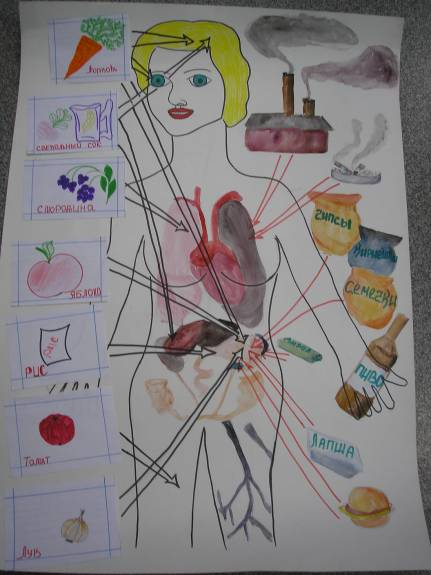 Морковь
свекольный сок
смородина
Яблоко
Рис
РИС
Томат
Лук
ЧИПСЫ
СЕМЕЧКИ
ПИВО
ЛАПША